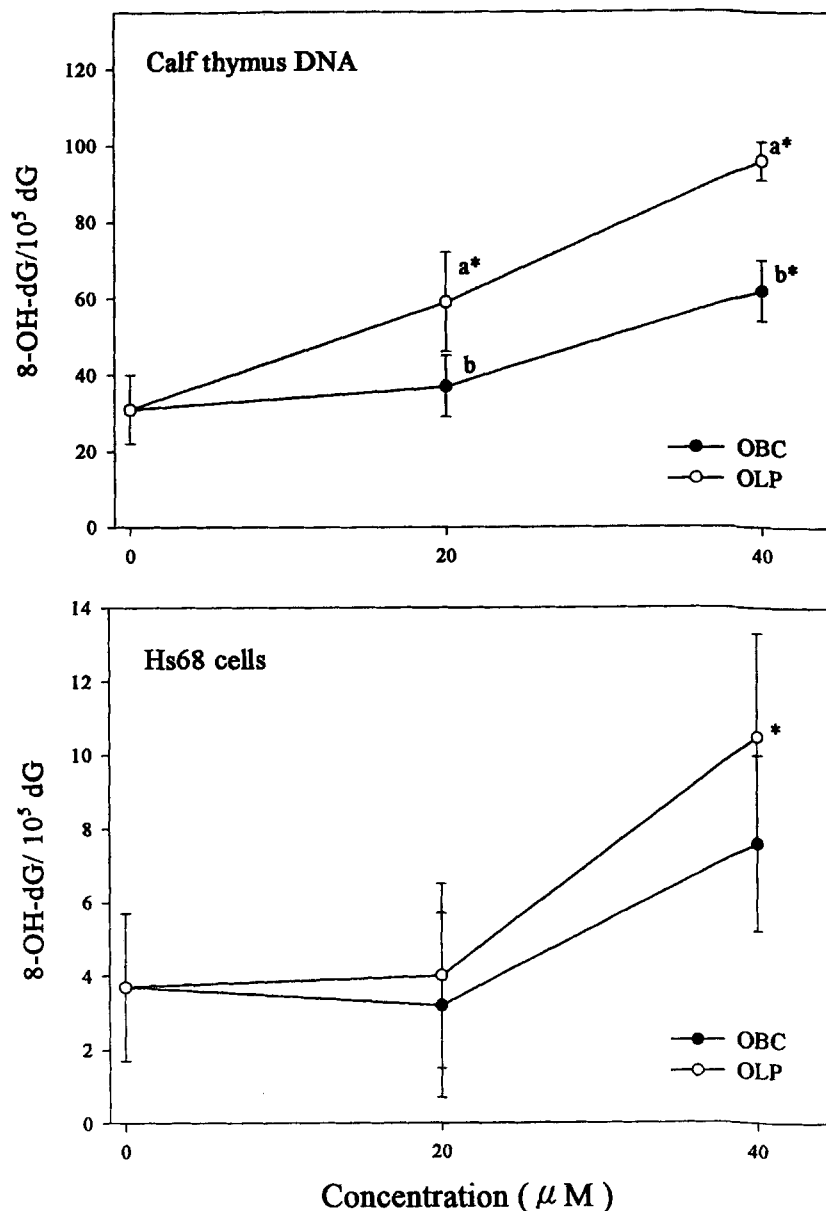 Calf thymus DNA
8-OH-dG/10⁵ dG
120
100
80
60
40
20
0
a*
a*
b*
b
OBC
OLP
0 20 40
Hs68 cells
8-OH-dG/ 10⁵ dG
14
12
10
8
6
4
2
0
*
OBC
OLP
0 20 40
Concentration ( μ M )